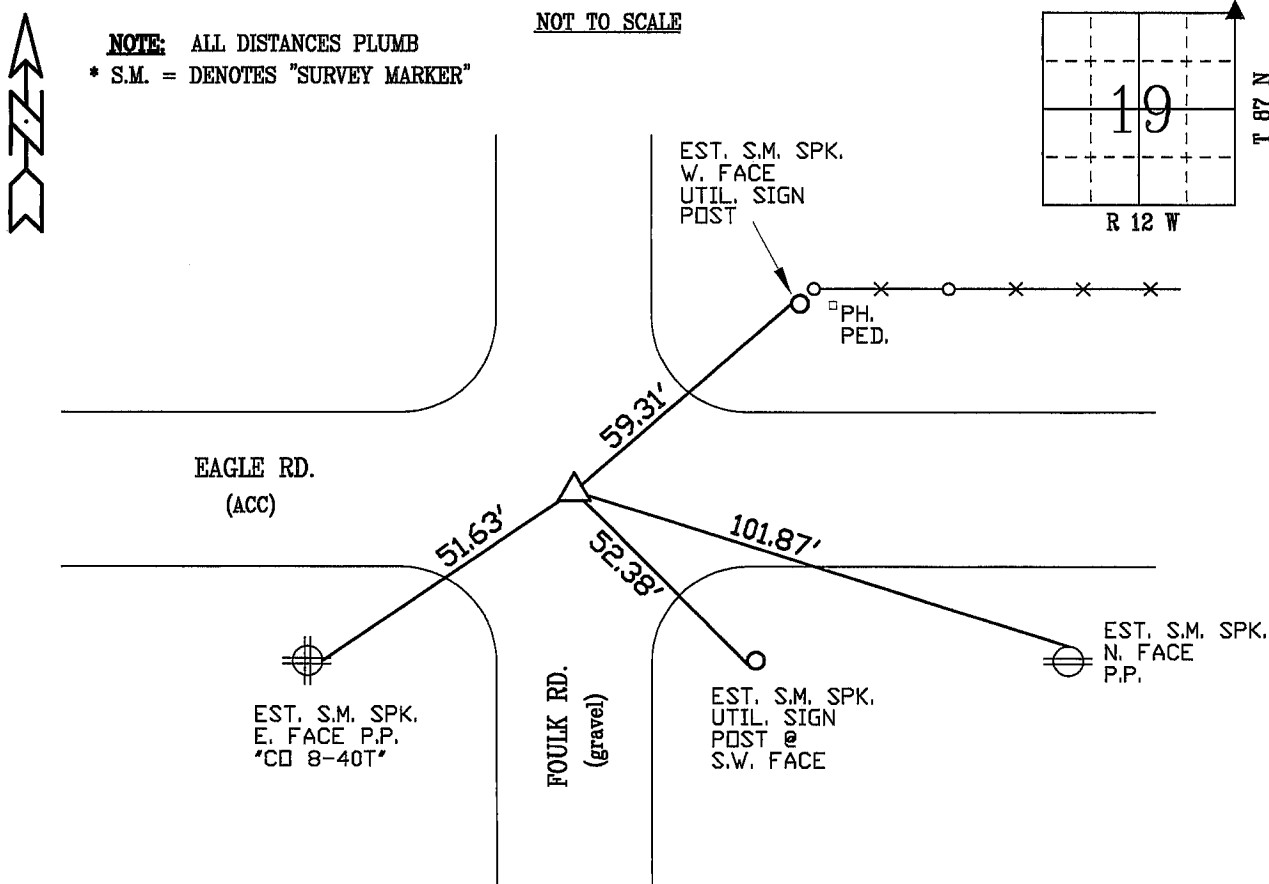 NOT TO SCALE
NOTE: ALL DISTANCES PLUMB
* S.M. = DENOTES "SURVEY MARKER"
N
19
T 87 N
R 12 W
EST. S.M. SPK.
W. FACE
UTIL. SIGN
POST
PH.
PED.
59.31'
EAGLE RD.
(ACC)
51.63'
52.38'
101.87'
EST. S.M. SPK.
N. FACE
P.P.
EST. S.M. SPK.
E. FACE P.P.
"CO 8-40T"
FOULK RD.
(gravel)
EST. S.M. SPK.
UTIL. SIGN
POST @
S.W. FACE